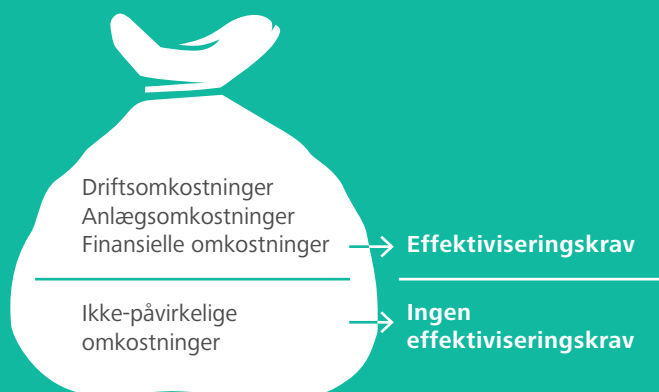 Driftsomkostninger
Anlægsomkostninger
Finansielle omkostninger
Effektiviseringskrav
Ikke-påvirkelige
omkostninger
Ingen
effektiviseringskrav